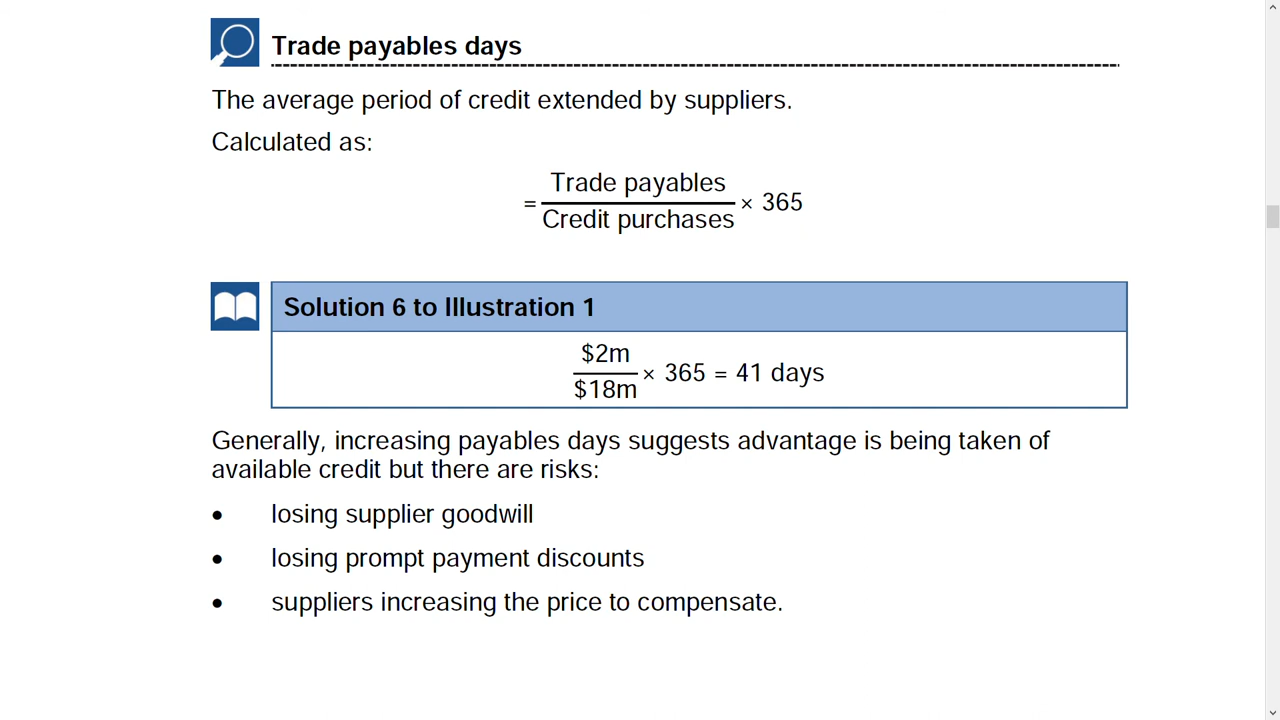 Trade payables days
The average period of credit extended by suppliers.
Calculated as:
= Trade payables / Credit purchases × 365
Solution 6 to Illustration 1
$2m / $18m × 365 = 41 days
Generally, increasing payables days suggests advantage is being taken of
available credit but there are risks:
• losing supplier goodwill
• losing prompt payment discounts
• suppliers increasing the price to compensate.